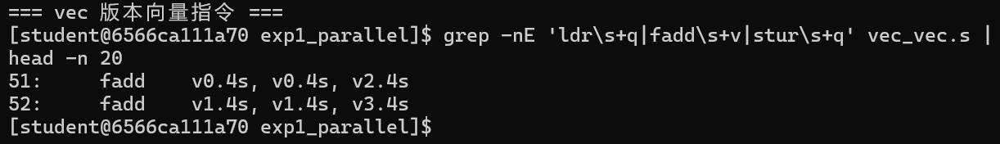 === vec 版本向量指令 ===
[student@6566ca111a70 exp1_parallel]$ grep -nE 'ldr\s+q|fadd\s+v|stur\s+q' vec_vec.s |
head -n 20
51:     fadd    v0.4s, v0.4s, v2.4s
52:     fadd    v1.4s, v1.4s, v3.4s
[student@6566ca111a70 exp1_parallel]$